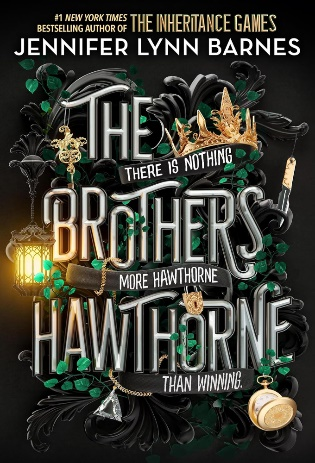 #1 NEW YORK TIMES
BESTSELLING AUTHOR OF THE INHERITANCE GAMES
JENNIFER LYNN BARNES
THE
THERE IS NOTHING
BROTHERS
MORE HAWTHORNE
HAWTHORNE
THAN WINNING.